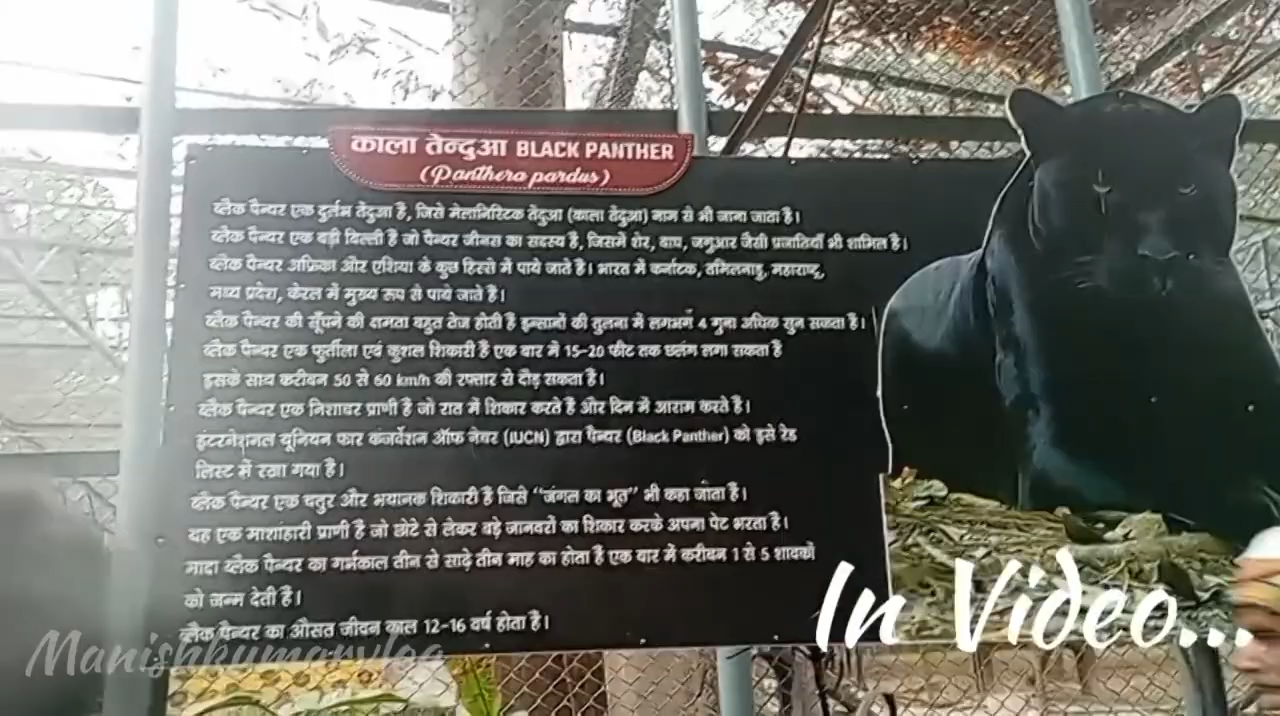 काला तेन्दुआ BLACK PANTHER
(Panthera pardus)
ब्लैक पैन्थर एक दुर्लभ तेंदुआ है, जिसे मेलानिस्टिक तेंदुआ (काला तेंदुआ) नाम से भी जाना जाता है।
ब्लैक पैन्थर एक बड़ी बिल्ली है जो पैन्थर जीनस का सदस्य है, जिसमें शेर, बाघ, जगुआर जैसी प्रजातियाँ भी शामिल है।
ब्लैक पैन्थर अफ्रिका और एशिया के कुछ हिस्सो में पाये जाते है। भारत में कर्नाटक, तमिलनाडु, महाराष्ट्र,
मध्य प्रदेश, केरल में मुख्य रूप से पाये जाते है।
ब्लैक पैन्थर की सूँघने की क्षमता बहुत तेज होती है इन्सानों की तुलना में लगभग 4 गुना अधिक सुन सकता है।
ब्लैक पैन्थर एक फुर्तीला एवं कुशल शिकारी है एक बार में 15-20 फीट तक छलांग लगा सकता है
इसके साथ करीबन 50 से 60 km/h की रफ्तार से दौड़ सकता है।
ब्लैक पैन्थर एक निशाचर प्राणी है जो रात में शिकार करते है और दिन में आराम करते है।
इंटरनेशनल यूनियन फार कंजर्वेशन ऑफ नेचर (IUCN) द्वारा पैन्थर (Black Panther) को इसे रेड
लिस्ट में रखा गया है।
ब्लैक पैन्थर एक चतुर और भयानक शिकारी है जिसे "जंगल का भूत" भी कहा जाता है।
यह एक माशांहारी प्राणी है जो छोटे से लेकर बड़े जानवरों का शिकार करके अपना पेट भरता है।
मादा ब्लैक पैन्थर का गर्भकाल तीन से साढ़े तीन माह का होता है एक बार में करीबन 1 से 5 शावकों
को जन्म देती है।
ब्लैक पैन्थर का औसत जीवन काल 12-16 वर्ष होता है।
In Video...
Manishkumarvlog